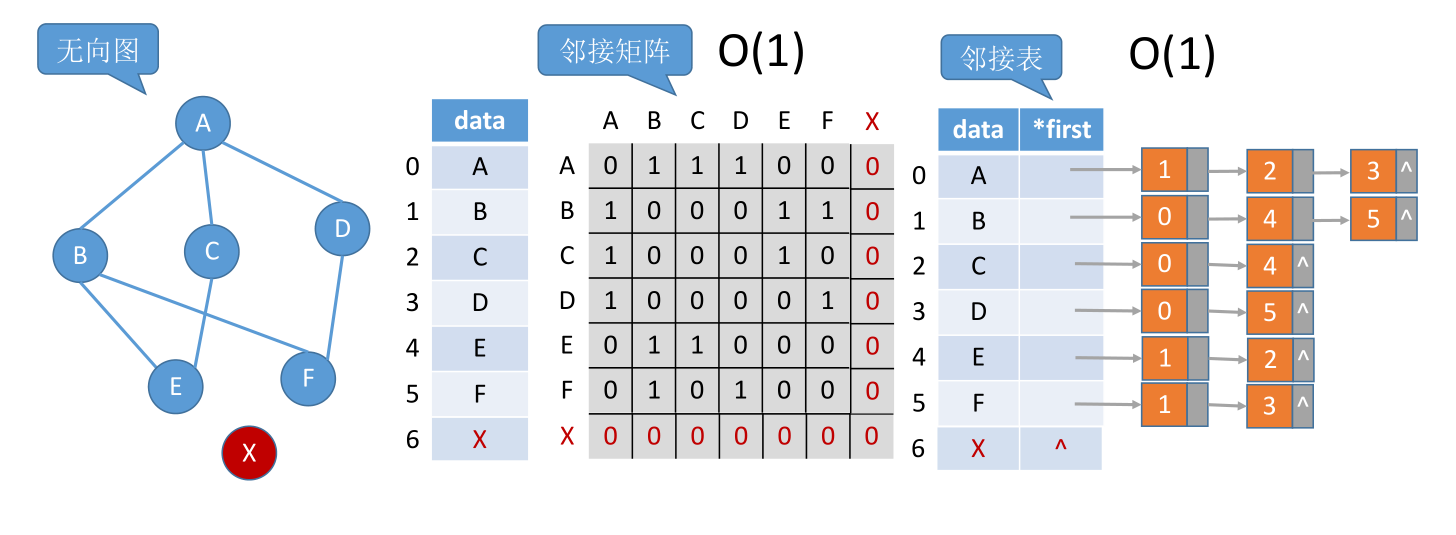 无向图
A
B
C
D
E
F
X
data
0 A
1 B
2 C
3 D
4 E
5 F
6 X
邻接矩阵 O(1)
A B C D E F X
A 0 1 1 1 0 0 0
B 1 0 0 0 1 1 0
C 1 0 0 0 1 0 0
D 1 0 0 0 0 1 0
E 0 1 1 0 0 0 0
F 0 1 0 1 0 0 0
X 0 0 0 0 0 0 0
邻接表 O(1)
data *first
0 A 1 2 3 ^
1 B 0 4 5 ^
2 C 0 4 ^
3 D 0 5 ^
4 E 1 2 ^
5 F 1 3 ^
6 X ^